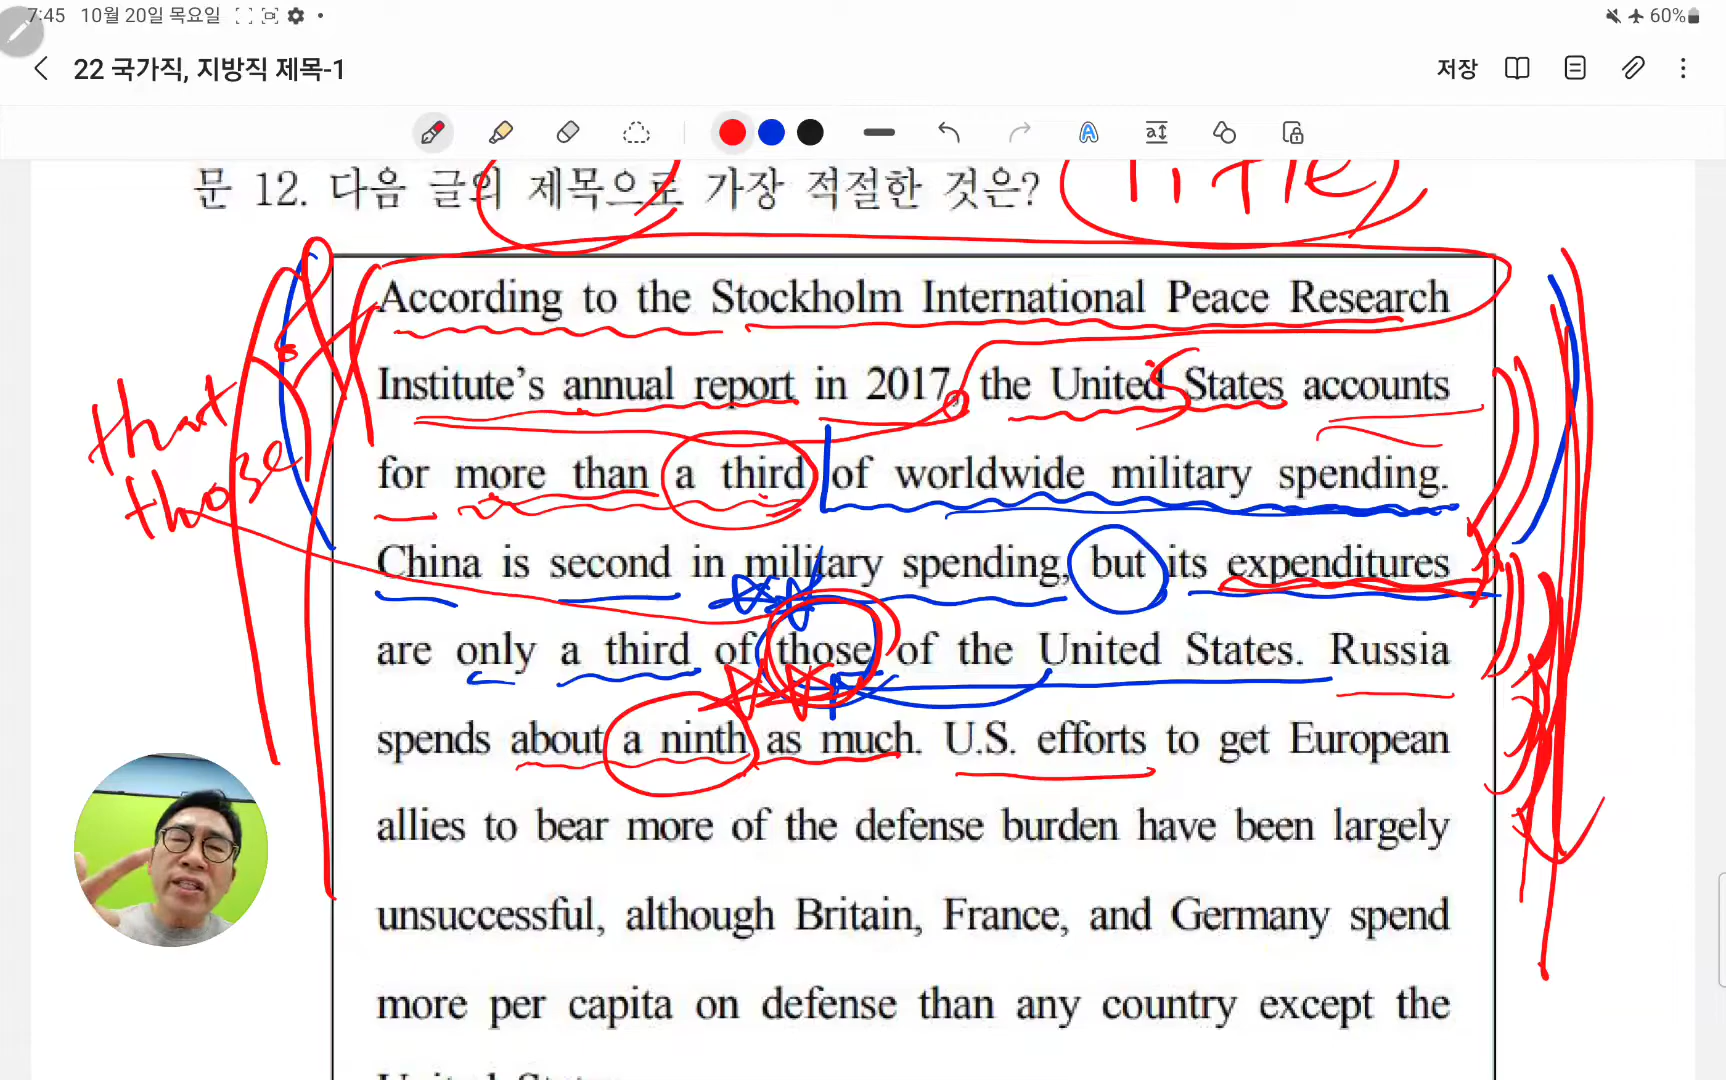 7:45 10월 20일 목요일 60%
22 국가직, 지방직 제목-1
저장
문 12. 다음 글의 제목으로 가장 적절한 것은?
Title
According to the Stockholm International Peace Research
Institute’s annual report in 2017, the United States accounts
for more than a third of worldwide military spending.
China is second in military spending, but its expenditures
are only a third of those of the United States. Russia
spends about a ninth as much. U.S. efforts to get European
allies to bear more of the defense burden have been largely
unsuccessful, although Britain, France, and Germany spend
more per capita on defense than any country except the
United States.
that
those